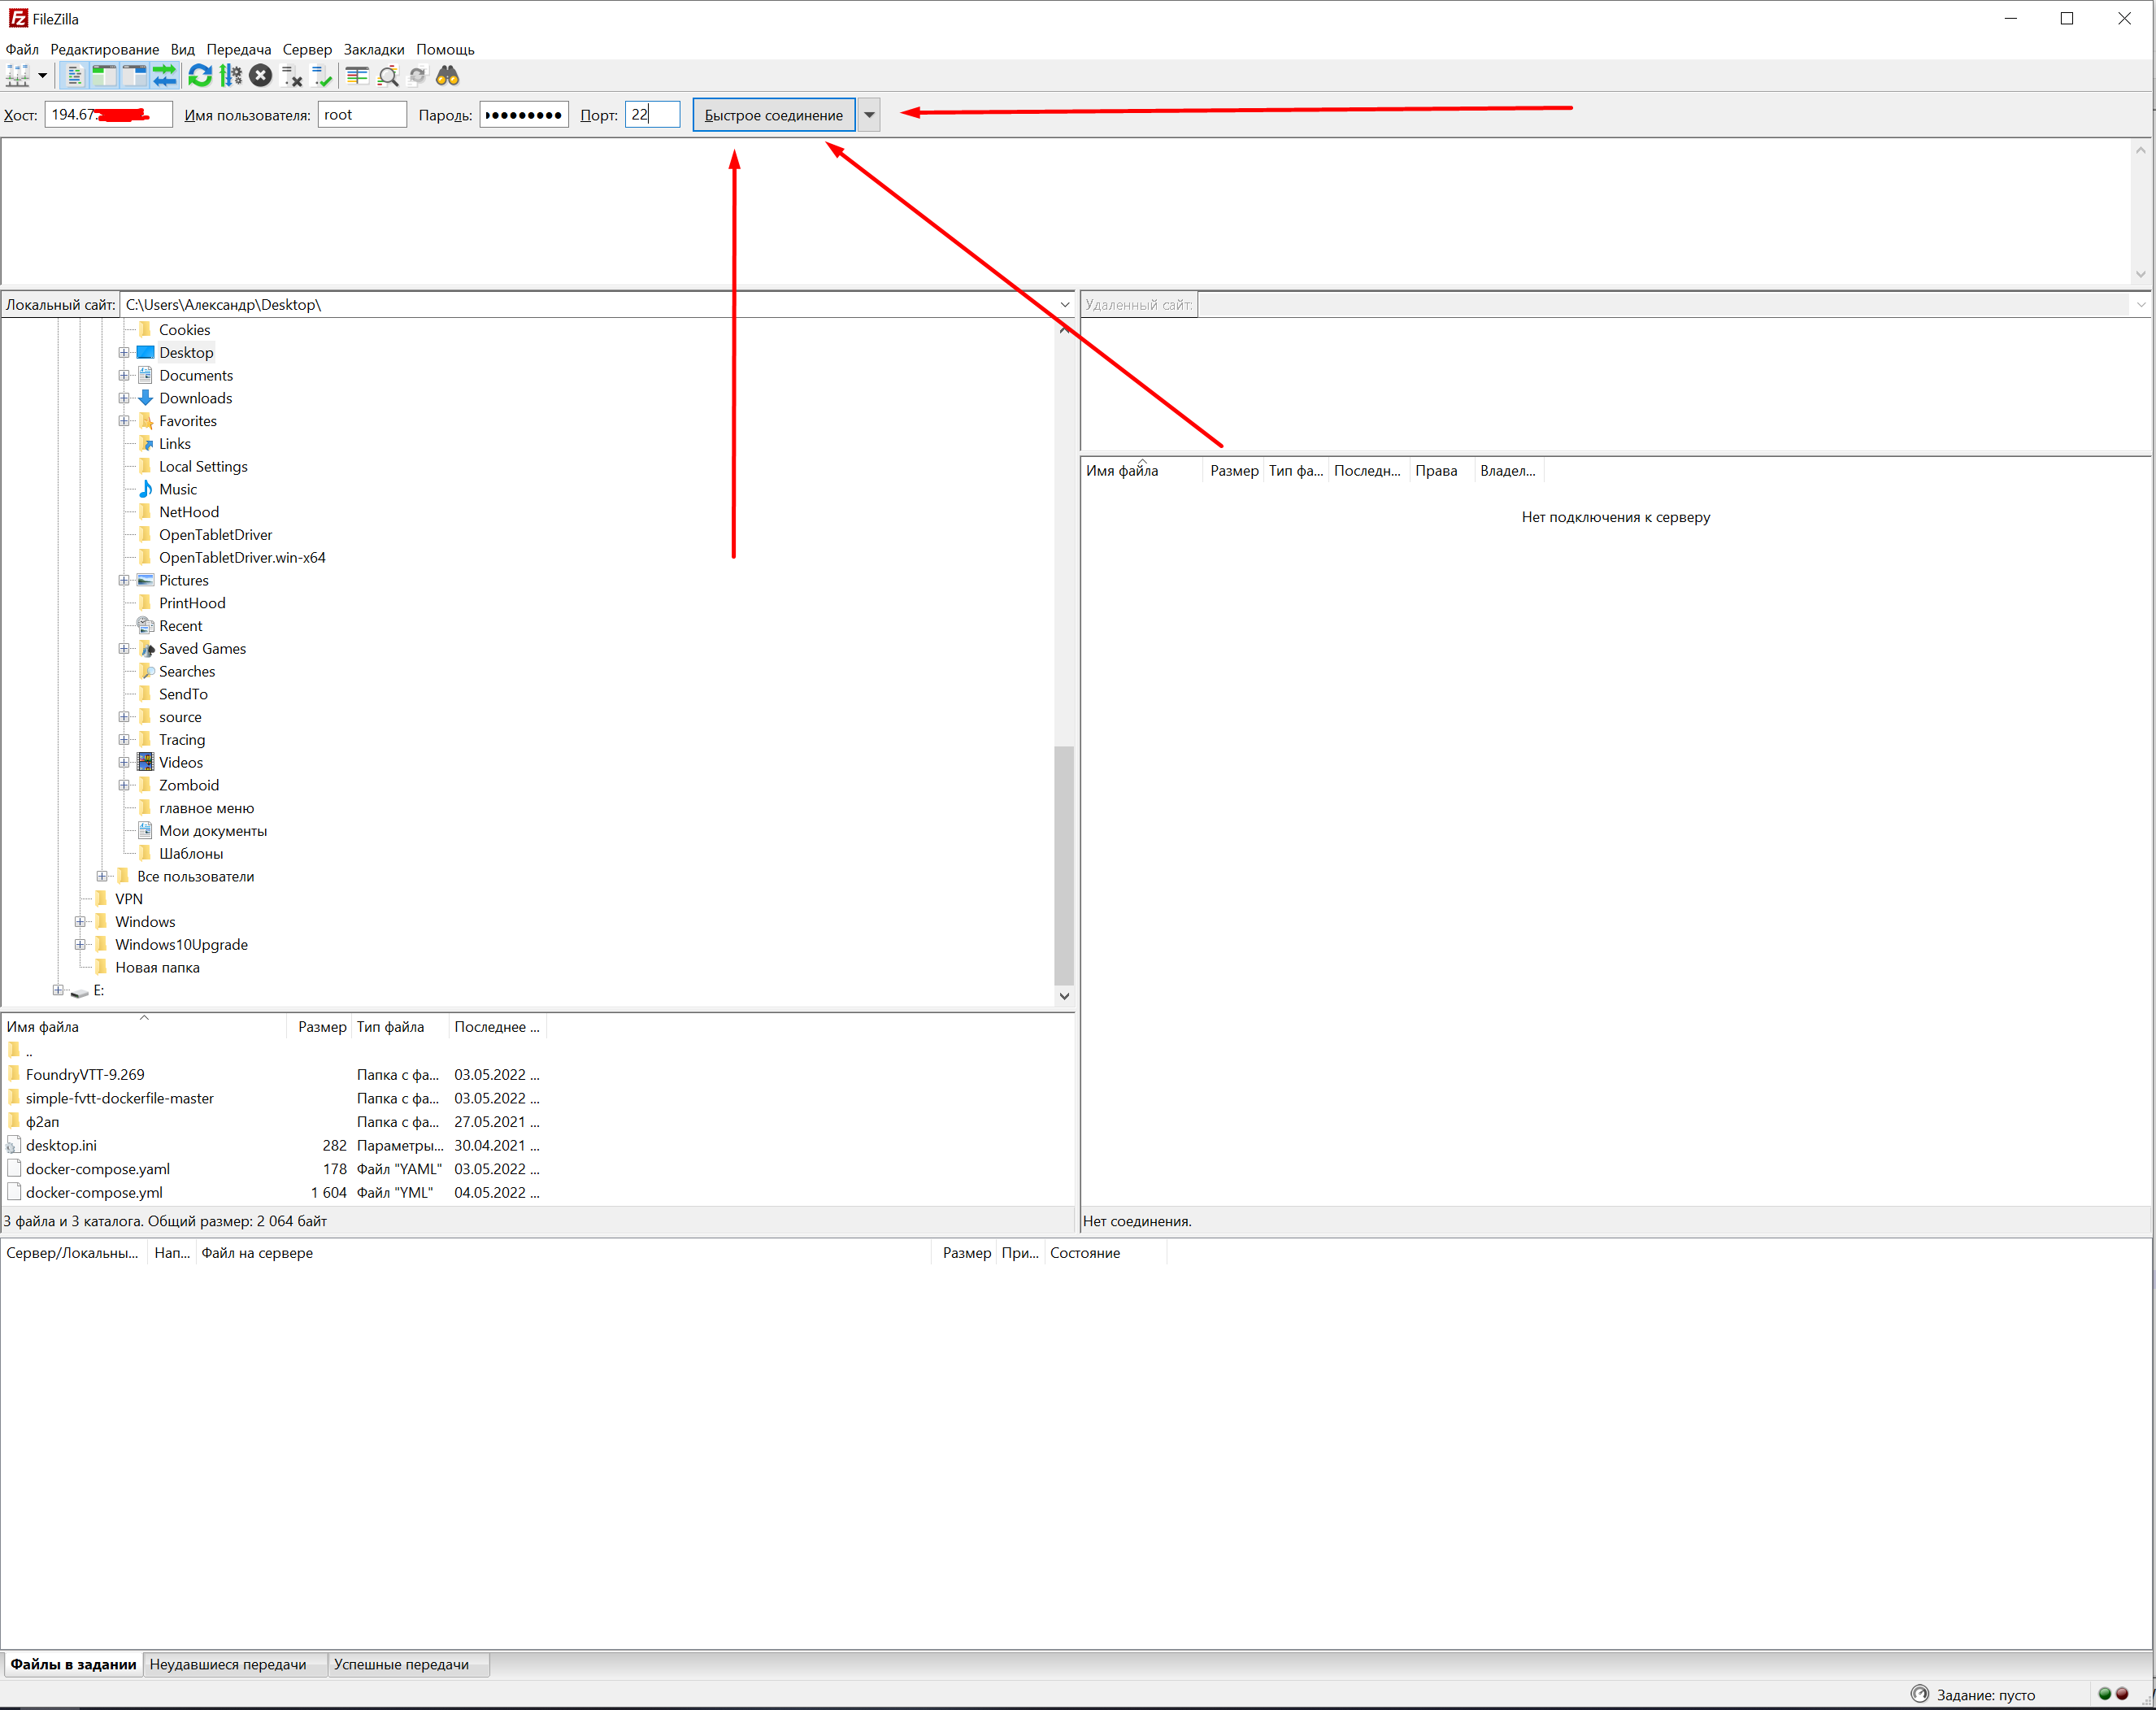 FileZilla
Файл Редактирование Вид Передача Сервер Закладки Помощь
Хост: 194.67. Имя пользователя: root Пароль: ●●●●●●●●● Порт: 22 Быстрое соединение
Локальный сайт: C:\Users\Александр\Desktop\
Удаленный сайт:
Cookies
Desktop
Documents
Downloads
Favorites
Links
Local Settings
Music
NetHood
OpenTabletDriver
OpenTabletDriver.win-x64
Pictures
PrintHood
Recent
Saved Games
Searches
SendTo
source
Tracing
Videos
Zomboid
главное меню
Мои документы
Шаблоны
Все пользователи
VPN
Windows
Windows10Upgrade
Новая папка
E:
Имя файла Размер Тип фа... Последн... Права Владел...
Нет подключения к серверу
Имя файла Размер Тип файла Последнее ...
..
FoundryVTT-9.269 Папка с фа... 03.05.2022 ...
simple-fvtt-dockerfile-master Папка с фа... 03.05.2022 ...
ф2ап Папка с фа... 27.05.2021 ...
desktop.ini 282 Параметры... 30.04.2021 ...
docker-compose.yaml 178 Файл "YAML" 03.05.2022 ...
docker-compose.yml 1 604 Файл "YML" 04.05.2022 ...
3 файла и 3 каталога. Общий размер: 2 064 байт
Нет соединения.
Сервер/Локальны... Нап... Файл на сервере Размер При... Состояние
Файлы в задании Неудавшиеся передачи Успешные передачи
Задание: пусто